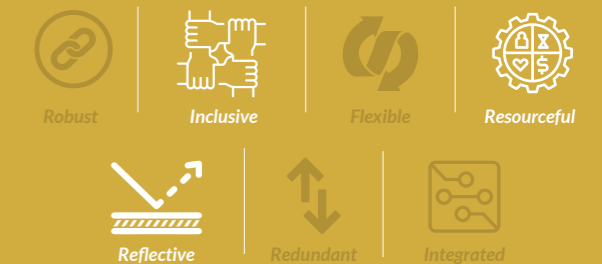 Robust
Inclusive
Flexible
Resourceful
Reflective
Redundant
Integrated